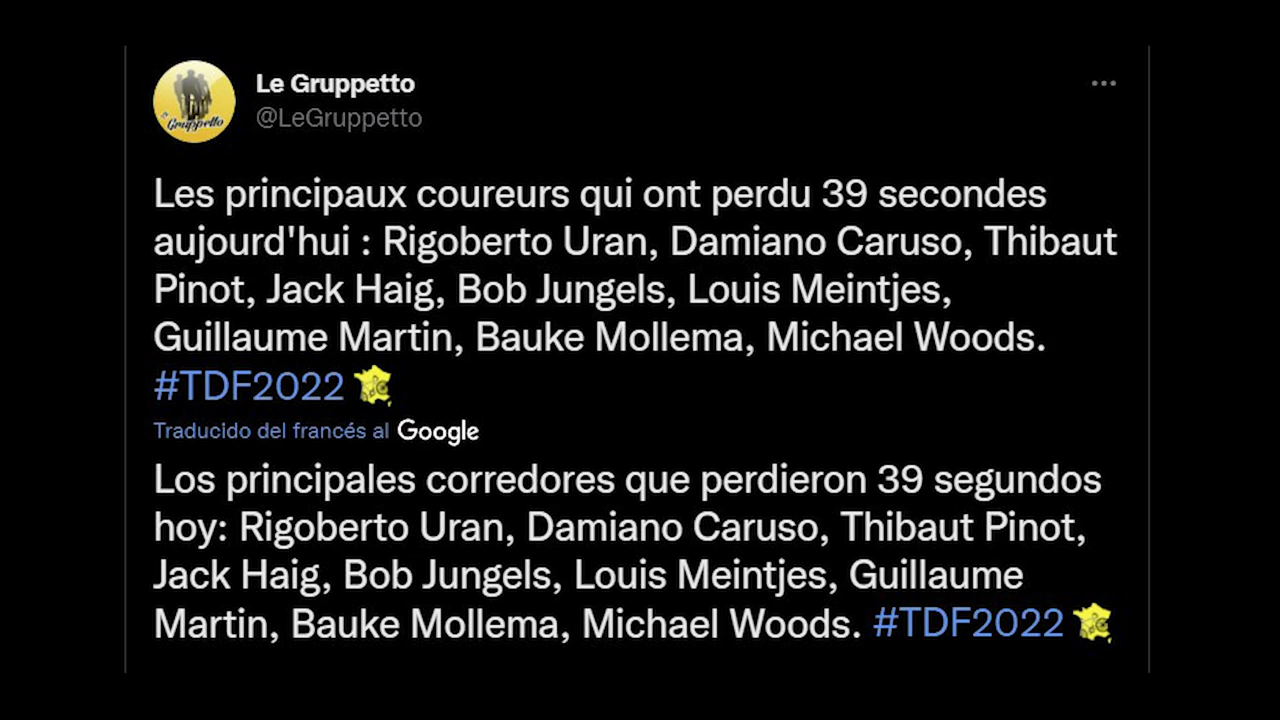 Le Gruppetto
@LeGruppetto
Gruppetto
Les principaux coureurs qui ont perdu 39 secondes
aujourd'hui : Rigoberto Uran, Damiano Caruso, Thibaut
Pinot, Jack Haig, Bob Jungels, Louis Meintjes,
Guillaume Martin, Bauke Mollema, Michael Woods.
#TDF2022
Traducido del francés al Google
Los principales corredores que perdieron 39 segundos
hoy: Rigoberto Uran, Damiano Caruso, Thibaut Pinot,
Jack Haig, Bob Jungels, Louis Meintjes, Guillaume
Martin, Bauke Mollema, Michael Woods. #TDF2022